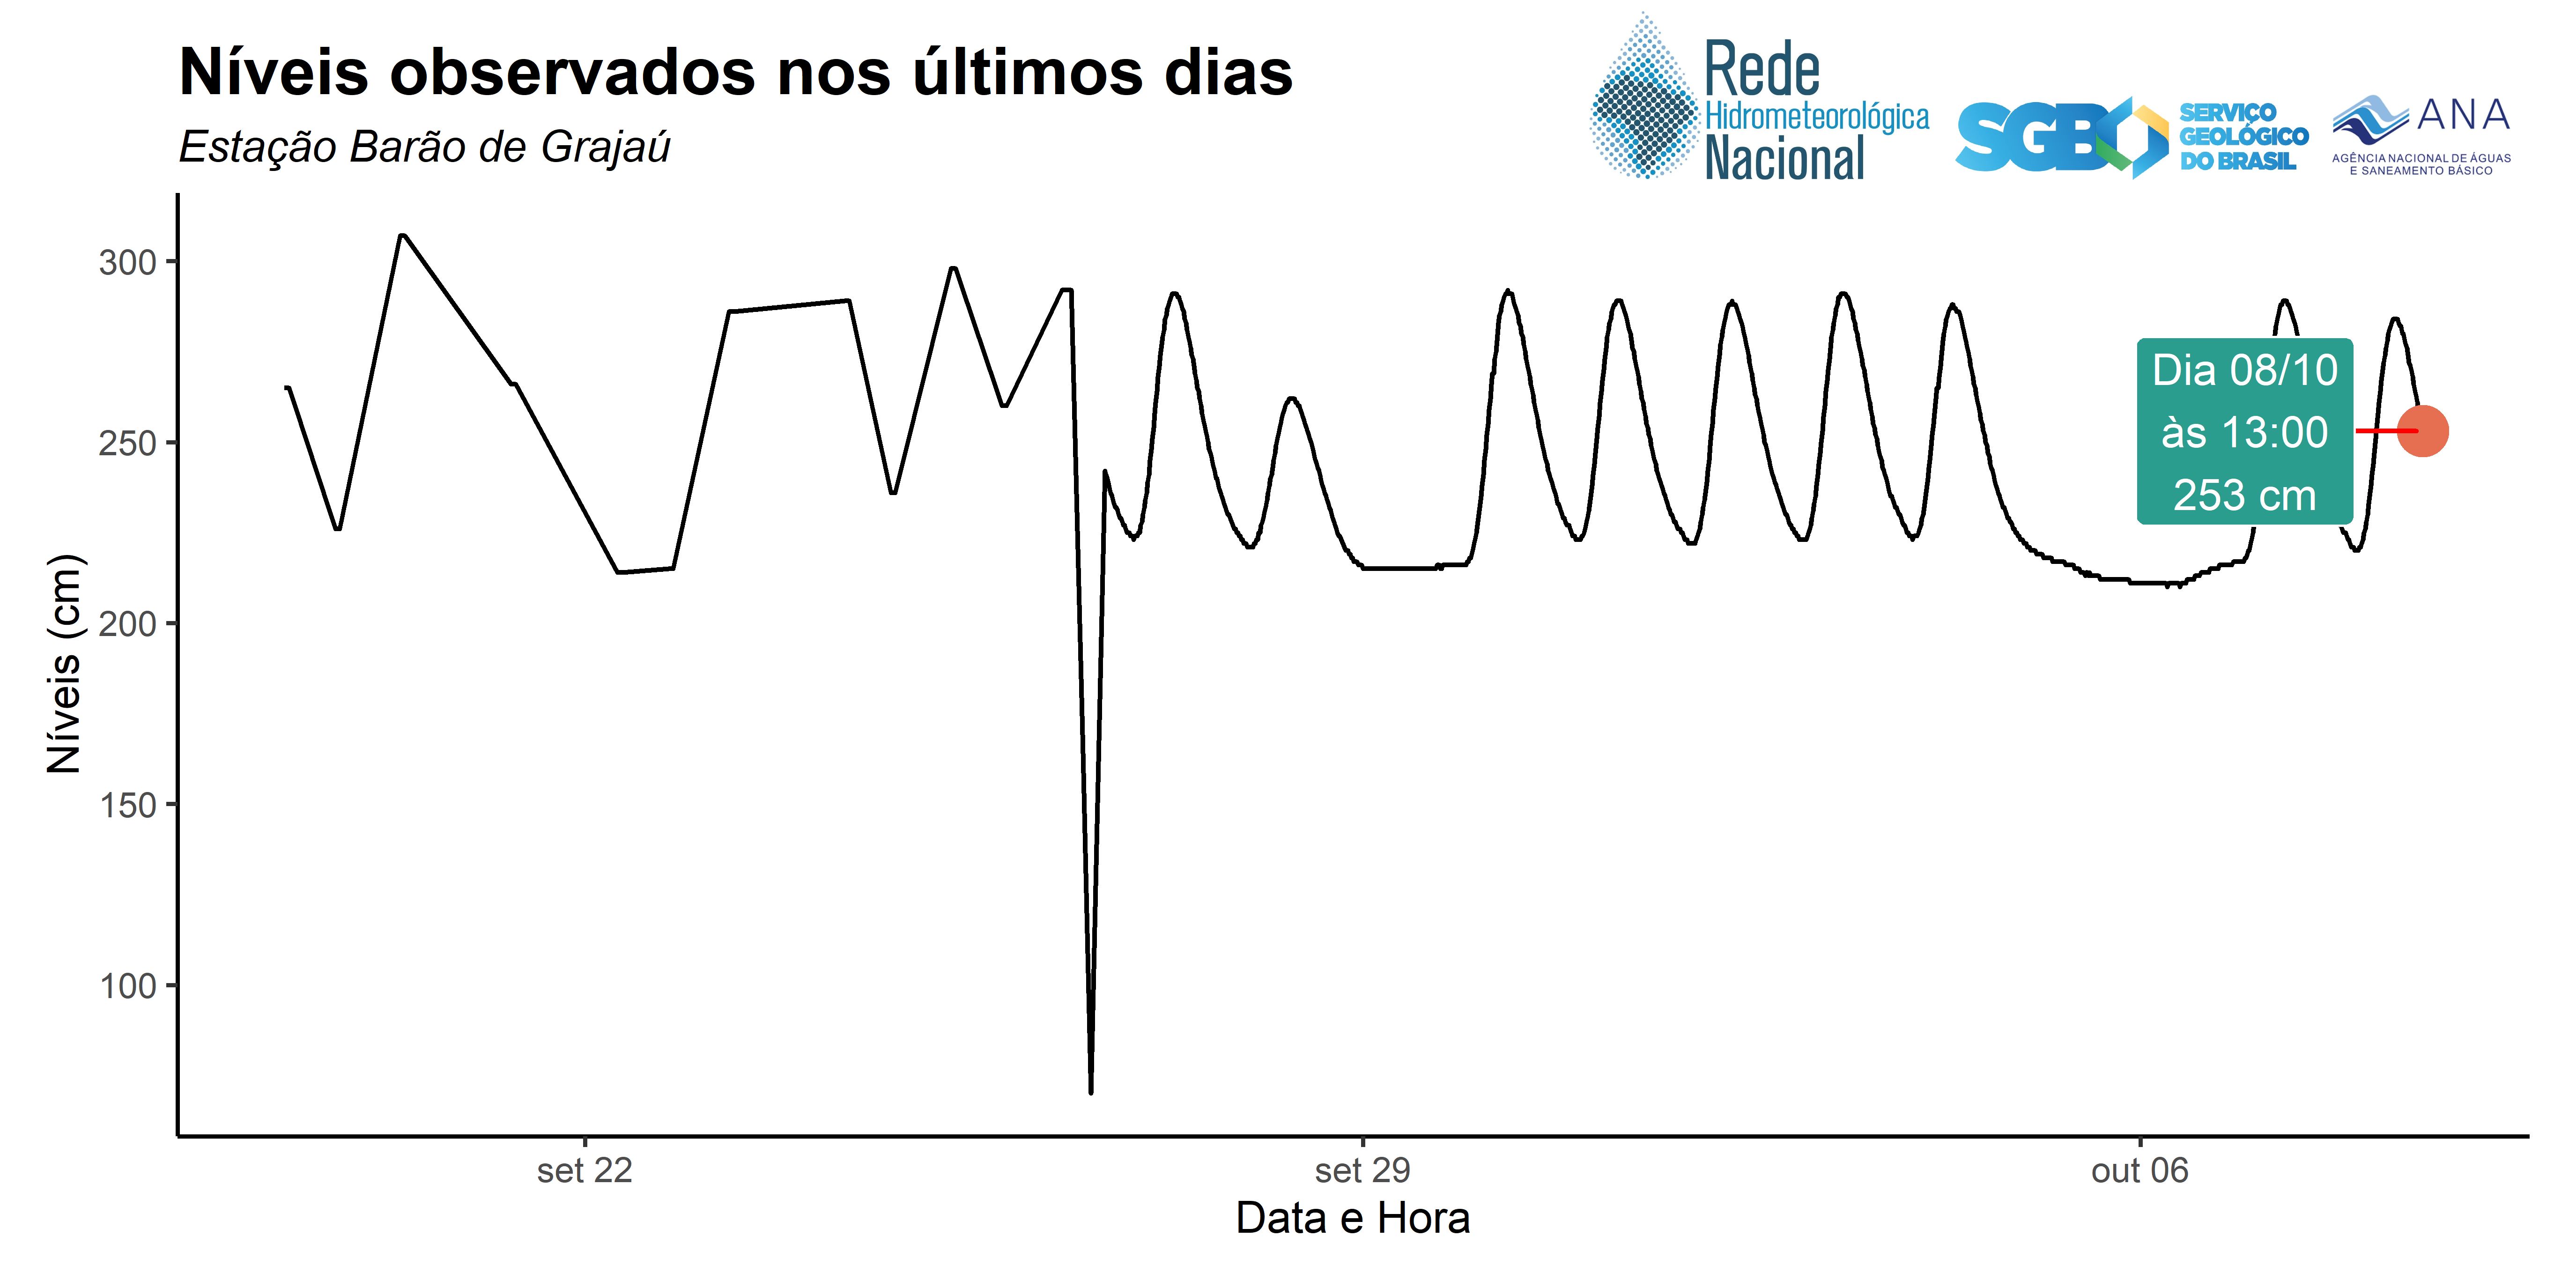 Níveis observados nos últimos dias
Estação Barão de Grajaú
Rede
Hidrometeorológica
Nacional
SGB
SERVIÇO
GEOLÓGICO
DO BRASIL
ANA
AGÊNCIA NACIONAL DE ÁGUAS
E SANEAMENTO BÁSICO
Níveis (cm)
300
250
200
150
100
Dia 08/10
às 13:00
253 cm
set 22
set 29
out 06
Data e Hora